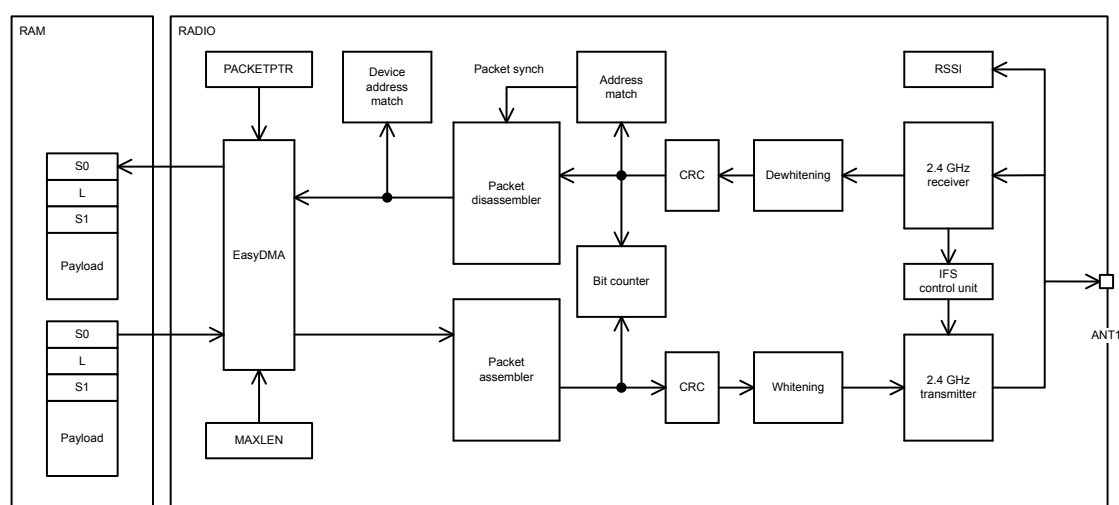 RAM
RADIO
PACKETPTR
Device
address
match
Packet synch
Address
match
RSSI
S0
L
S1
Payload
EasyDMA
Packet
disassembler
CRC
Dewhitening
2.4 GHz
receiver
Bit counter
IFS
control unit
ANT1
S0
L
S1
Payload
Packet
assembler
CRC
Whitening
2.4 GHz
transmitter
MAXLEN